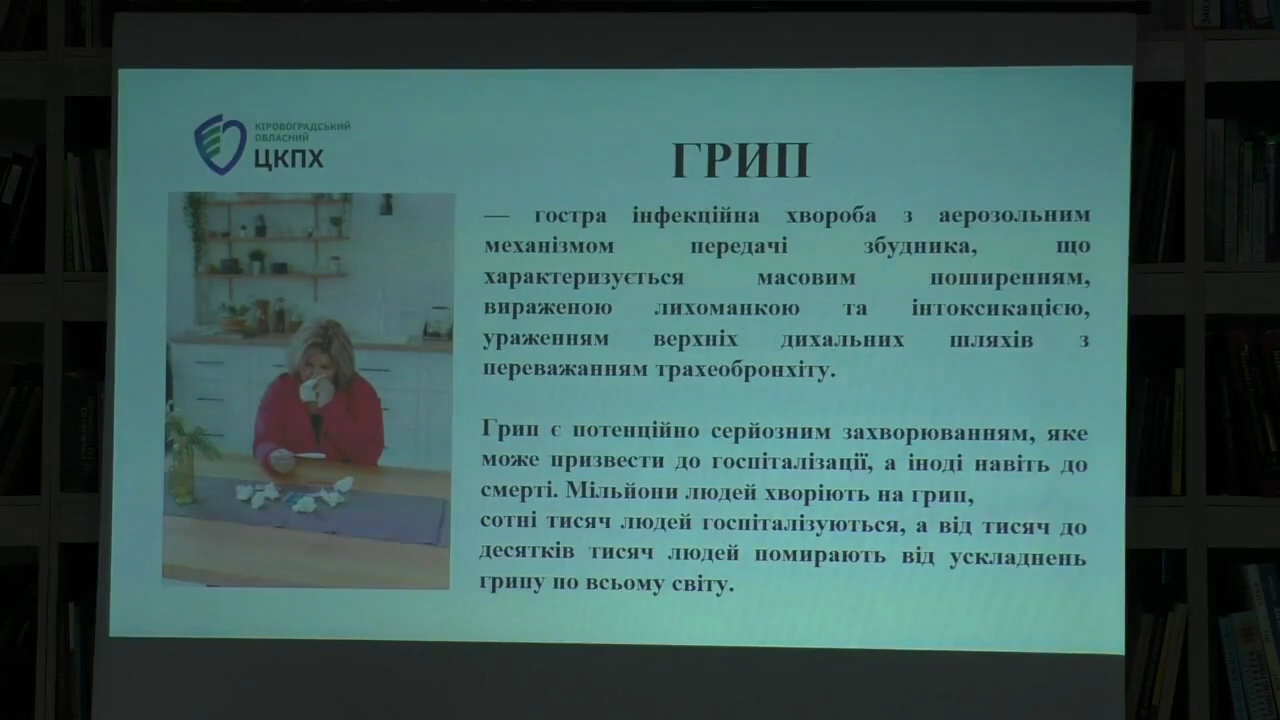 КІРОВОГРАДСЬКИЙ
ОБЛАСНИЙ
ЦКПХ
ГРИП
— гостра інфекційна хвороба з аерозольним
механізмом передачі збудника, що
характеризується масовим поширенням,
вираженою лихоманкою та інтоксикацією,
ураженням верхніх дихальних шляхів з
переважанням трахеобронхіту.
Грип є потенційно серйозним захворюванням, яке
може призвести до госпіталізації, а іноді навіть до
смерті. Мільйони людей хворіють на грип,
сотні тисяч людей госпіталізуються, а від тисяч до
десятків тисяч людей помирають від ускладнень
грипу по всьому світу.